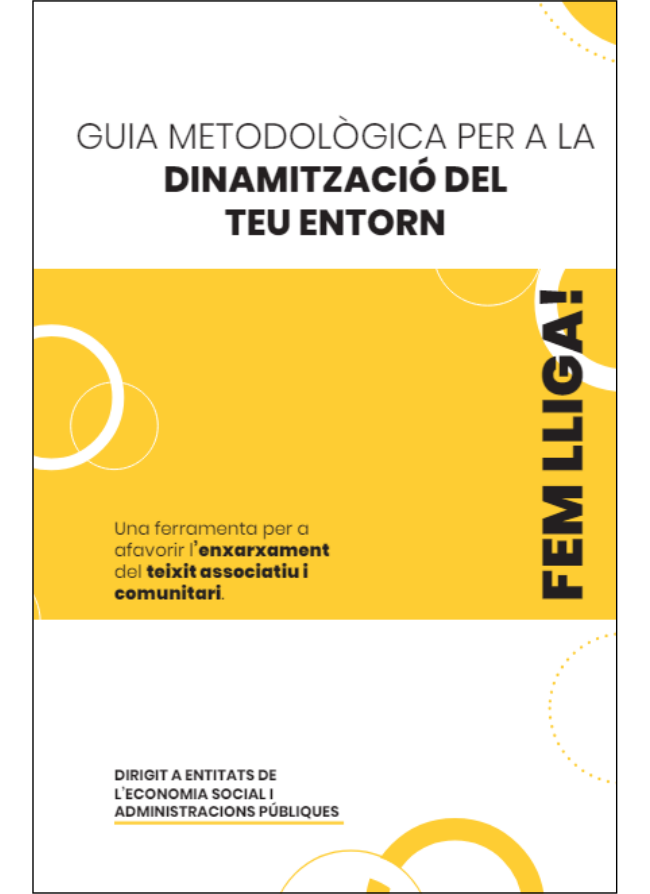 GUIA METODOLÒGICA PER A LA
DINAMITZACIÓ DEL
TEU ENTORN
FEM LLIGA!
Una ferramenta per a
afavorir l’enxarxament
del teixit associatiu i
comunitari.
DIRIGIT A ENTITATS DE
L’ECONOMIA SOCIAL I
ADMINISTRACIONS PÚBLIQUES